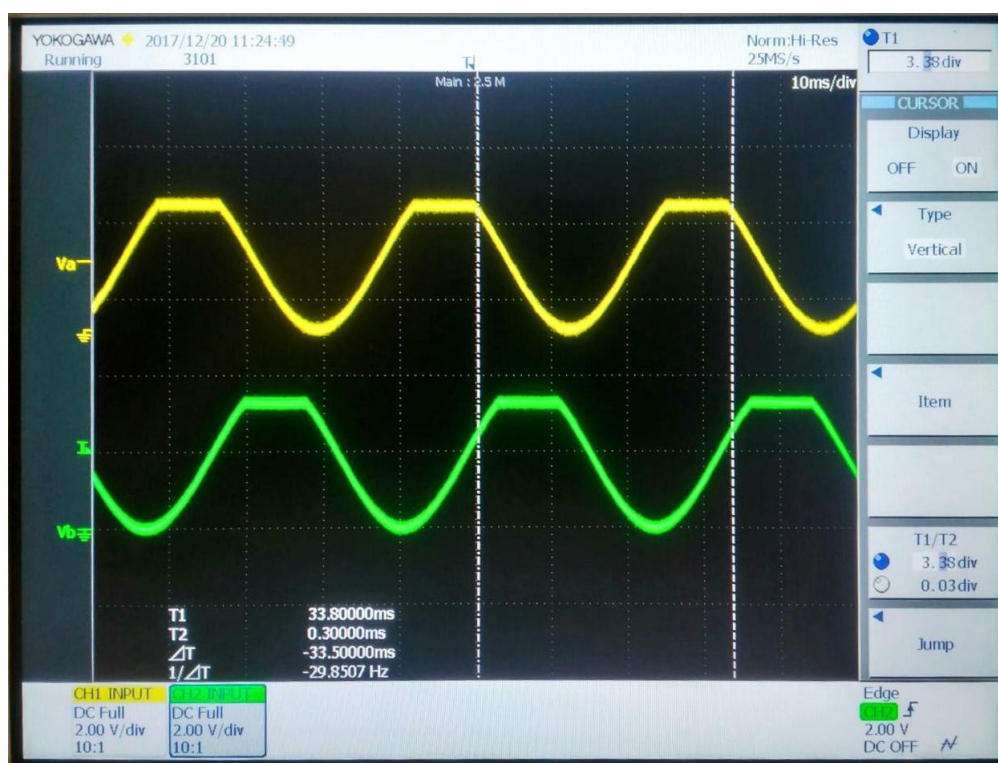 YOKOGAWA 2017/12/20 11:24:49
Running 3101
Norm:Hi-Res
25MS/s
T
Main : 2.5 M
10ms/div
T1
3.38div
CURSOR
Display
OFF ON
Type
Vertical
Item
T1/T2
3.38div
0.03div
Jump
Va
Vb
T1 33.80000ms
T2 0.30000ms
⊿T -33.50000ms
1/⊿T -29.8507 Hz
CH1 INPUT
DC Full
2.00 V/div
10:1
CH2 INPUT
DC Full
2.00 V/div
10:1
Edge
CH2
2.00 V
DC OFF